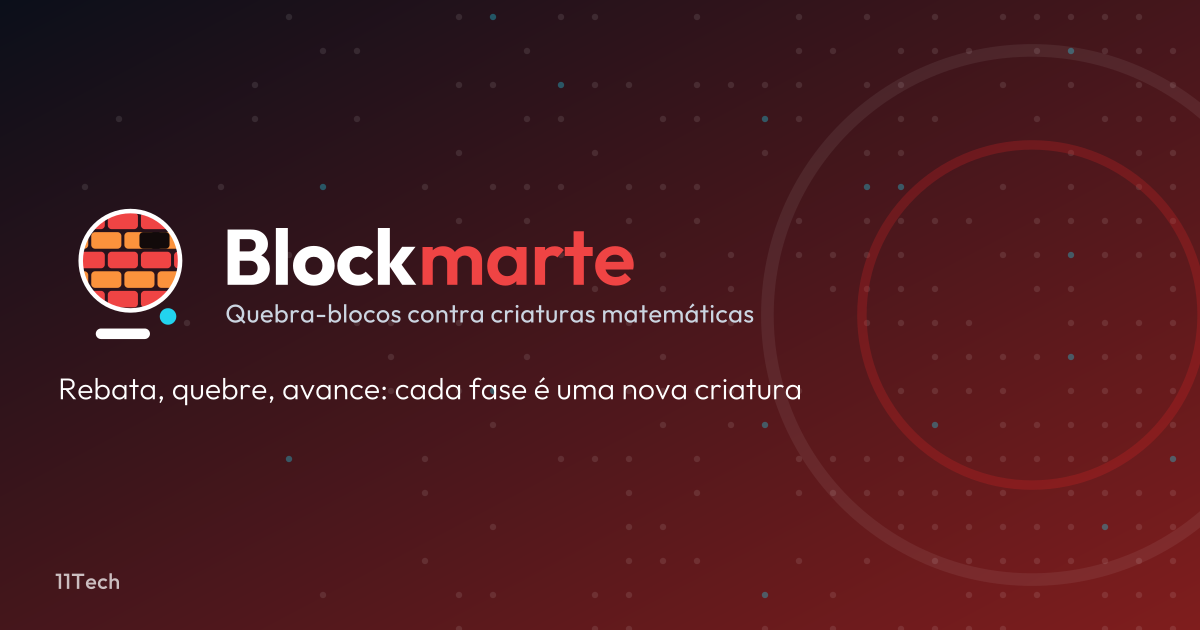 Blockmarte
Quebra-blocos contra criaturas matemáticas
Rebata, quebre, avance: cada fase é uma nova criatura
11Tech